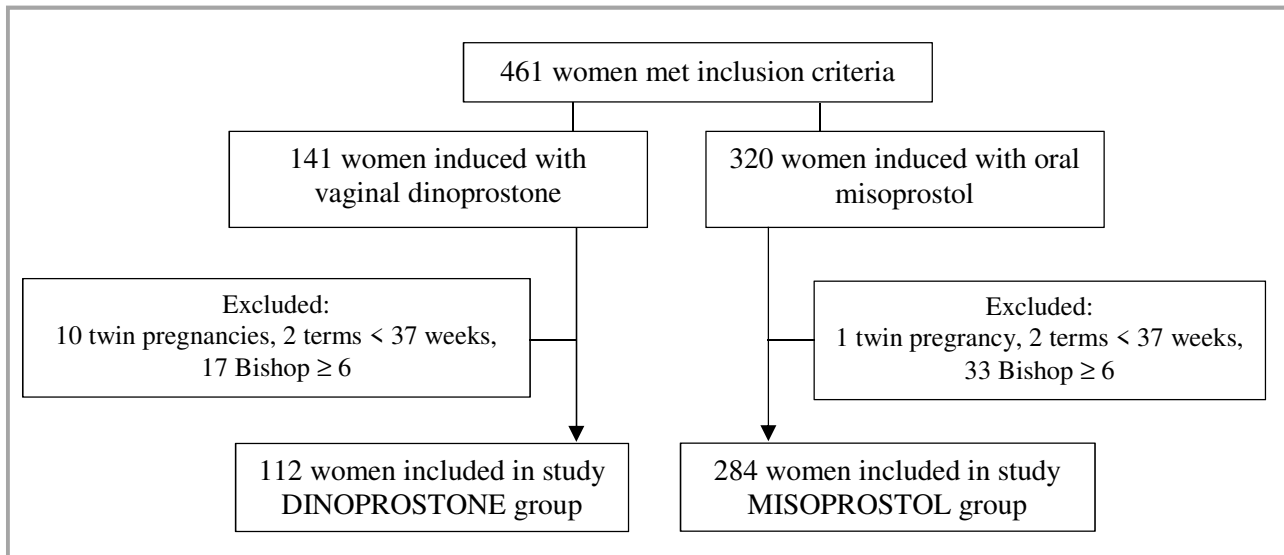 461 women met inclusion criteria
141 women induced with
vaginal dinoprostone
320 women induced with oral
misoprostol
Excluded:
10 twin pregnancies, 2 terms < 37 weeks,
17 Bishop ≥ 6
Excluded:
1 twin pregrancy, 2 terms < 37 weeks,
33 Bishop ≥ 6
112 women included in study
DINOPROSTONE group
284 women included in study
MISOPROSTOL group